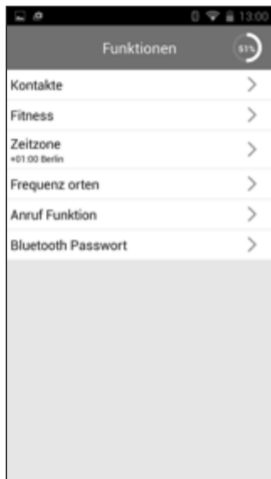 13:00
Funktionen
51%
Kontakte
Fitness
Zeitzone
+01:00 Berlin
Frequenz orten
Anruf Funktion
Bluetooth Passwort